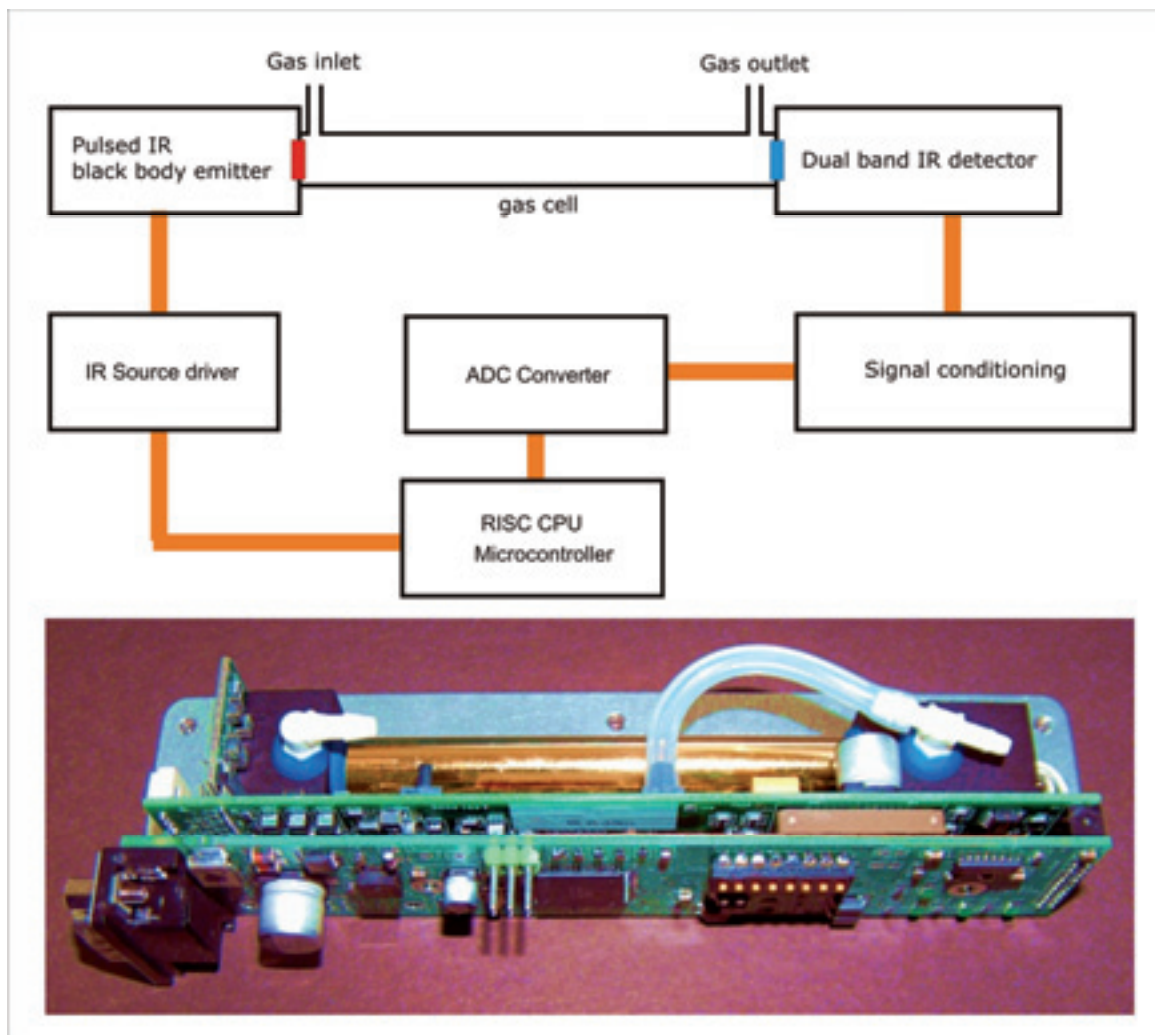 Gas inlet
Gas outlet
Pulsed IR
black body emitter
Dual band IR detector
gas cell
IR Source driver
ADC Converter
Signal conditioning
RISC CPU
Microcontroller